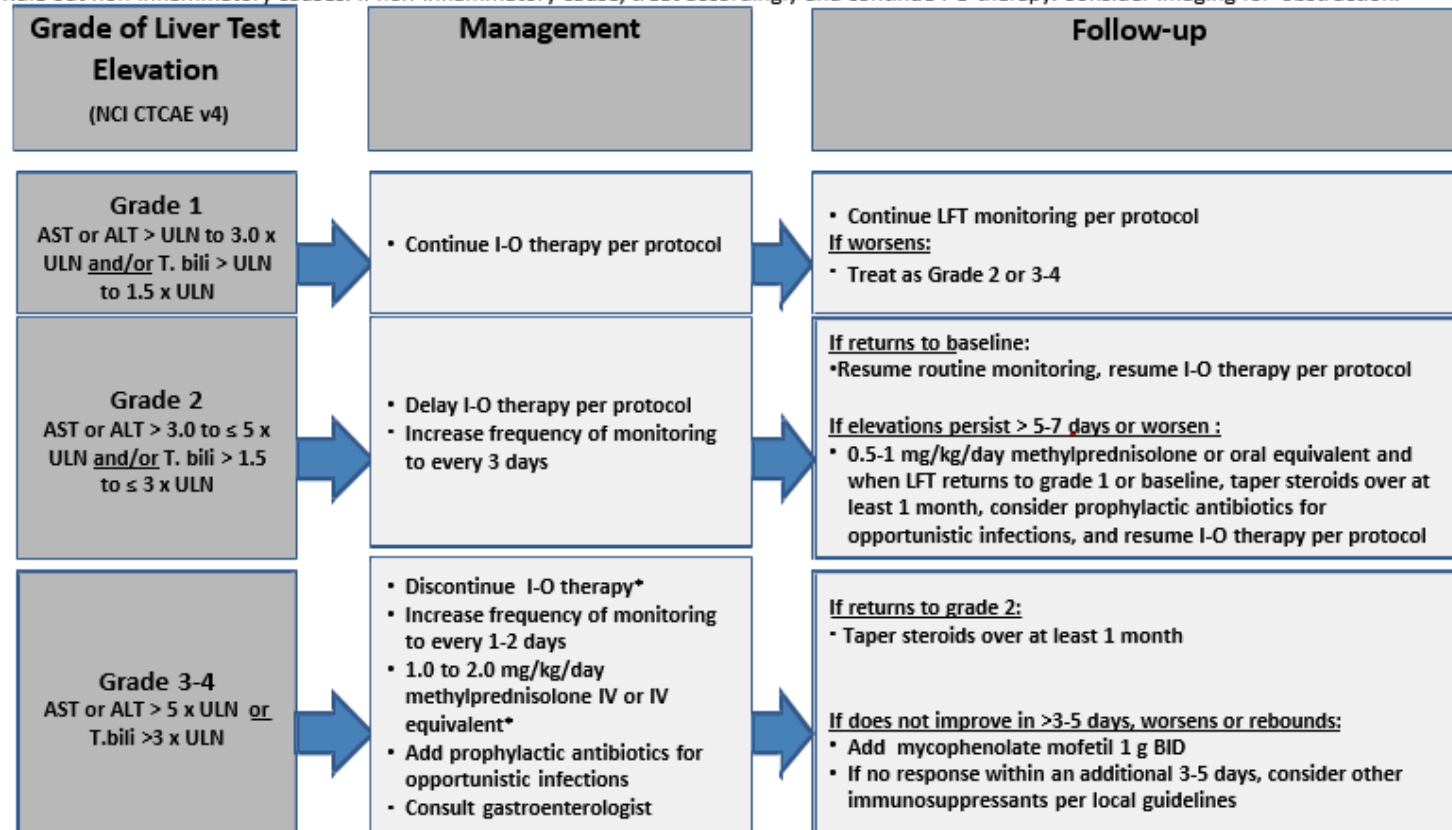 Grade of Liver Test
Elevation
(NCI CTCAE v4)
Management
Follow-up
Grade 1
AST or ALT > ULN to 3.0 x
ULN and/or T. bili > ULN
to 1.5 x ULN
• Continue I-O therapy per protocol
• Continue LFT monitoring per protocol
If worsens:
• Treat as Grade 2 or 3-4
Grade 2
AST or ALT > 3.0 to ≤ 5 x
ULN and/or T. bili > 1.5
to ≤ 3 x ULN
• Delay I-O therapy per protocol
• Increase frequency of monitoring
to every 3 days
If returns to baseline:
•Resume routine monitoring, resume I-O therapy per protocol
If elevations persist > 5-7 days or worsen :
• 0.5-1 mg/kg/day methylprednisolone or oral equivalent and
when LFT returns to grade 1 or baseline, taper steroids over at
least 1 month, consider prophylactic antibiotics for
opportunistic infections, and resume I-O therapy per protocol
Grade 3-4
AST or ALT > 5 x ULN or
T.bili >3 x ULN
• Discontinue I-O therapy*
• Increase frequency of monitoring
to every 1-2 days
• 1.0 to 2.0 mg/kg/day
methylprednisolone IV or IV
equivalent*
• Add prophylactic antibiotics for
opportunistic infections
• Consult gastroenterologist
If returns to grade 2:
• Taper steroids over at least 1 month
If does not improve in >3-5 days, worsens or rebounds:
• Add mycophenolate mofetil 1 g BID
• If no response within an additional 3-5 days, consider other
immunosuppressants per local guidelines